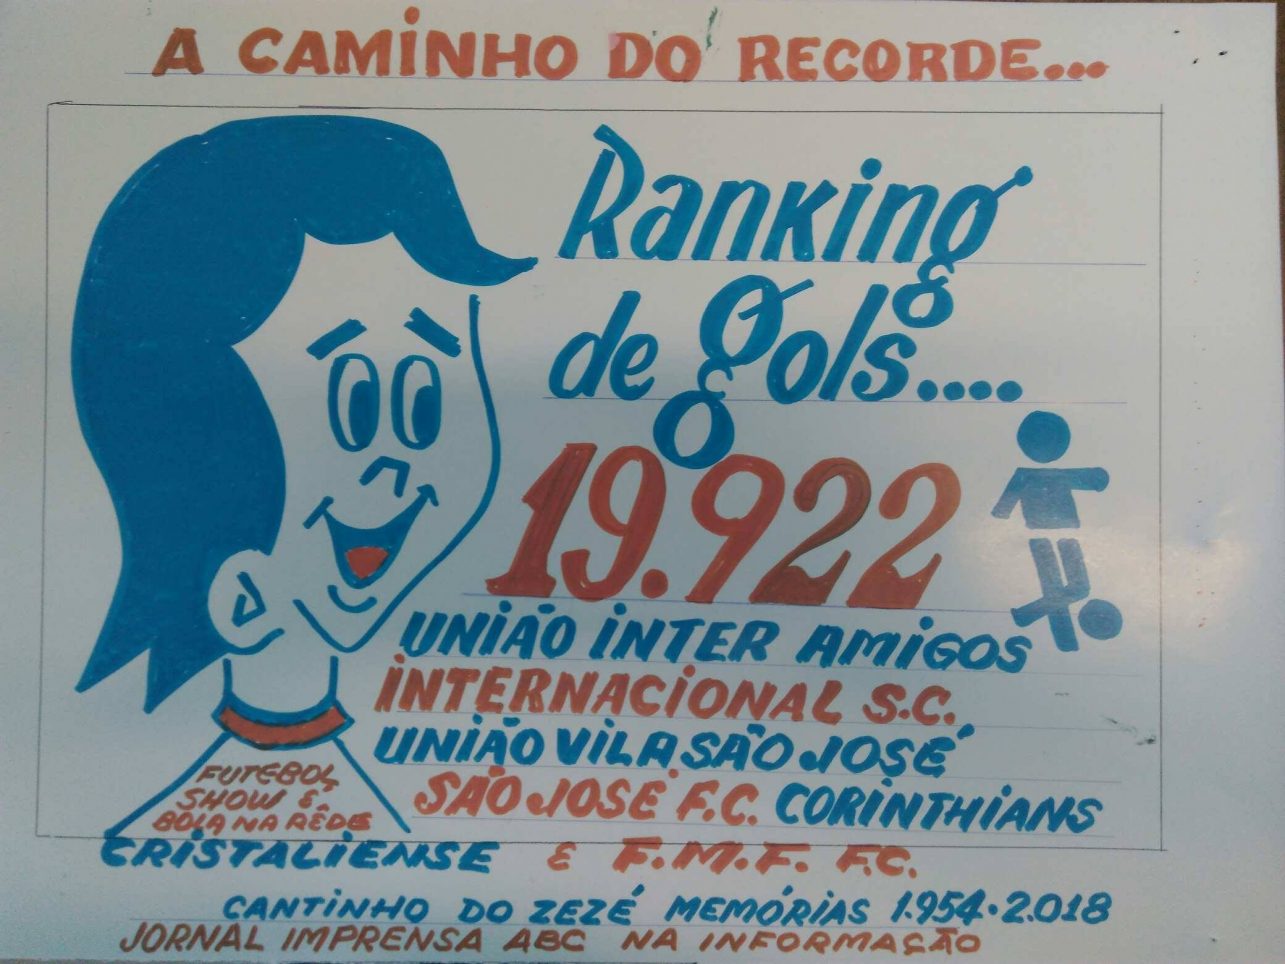 A CAMINHO DO RECORDE...
Ranking
de gols....
19.922
UNIÃO INTER AMIGOS
INTERNACIONAL S.C.
UNIÃO VILA SÃO JOSÉ
SÃO JOSÉ F.C. CORINTHIANS
FUTEBOL
SHOW E
BOLA NA RÊDE
CRISTALIENSE E F.M.F. F.C.
CANTINHO DO ZEZÉ MEMÓRIAS 1.954.2.018
JORNAL IMPRENSA ABC NA INFORMAÇÃO